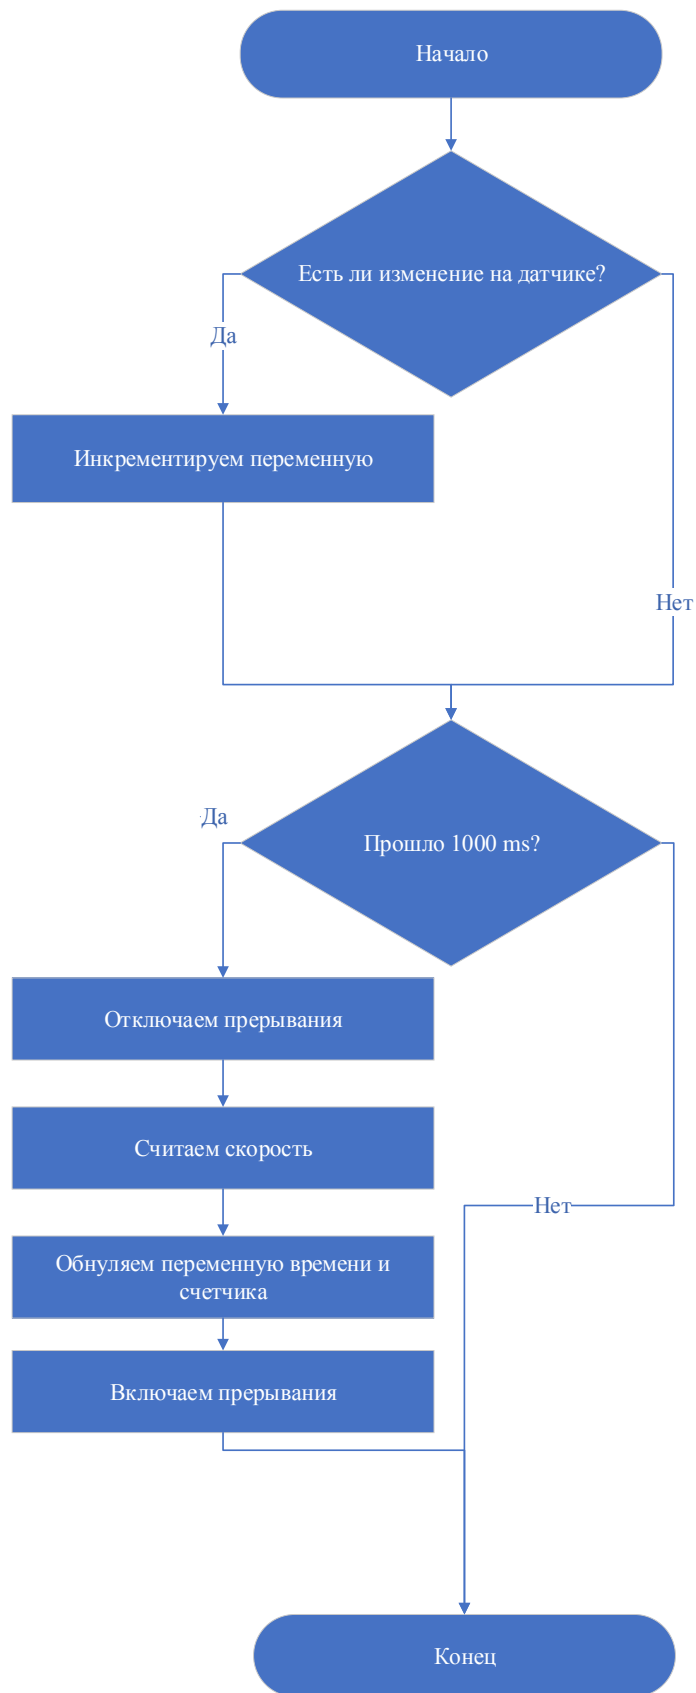 Начало
Есть ли изменение на датчике?
Да
Инкрементируем переменную
Нет
Да
Прошло 1000 ms?
Отключаем прерывания
Считаем скорость
Нет
Обнуляем переменную времени и
счетчика
Включаем прерывания
Конец